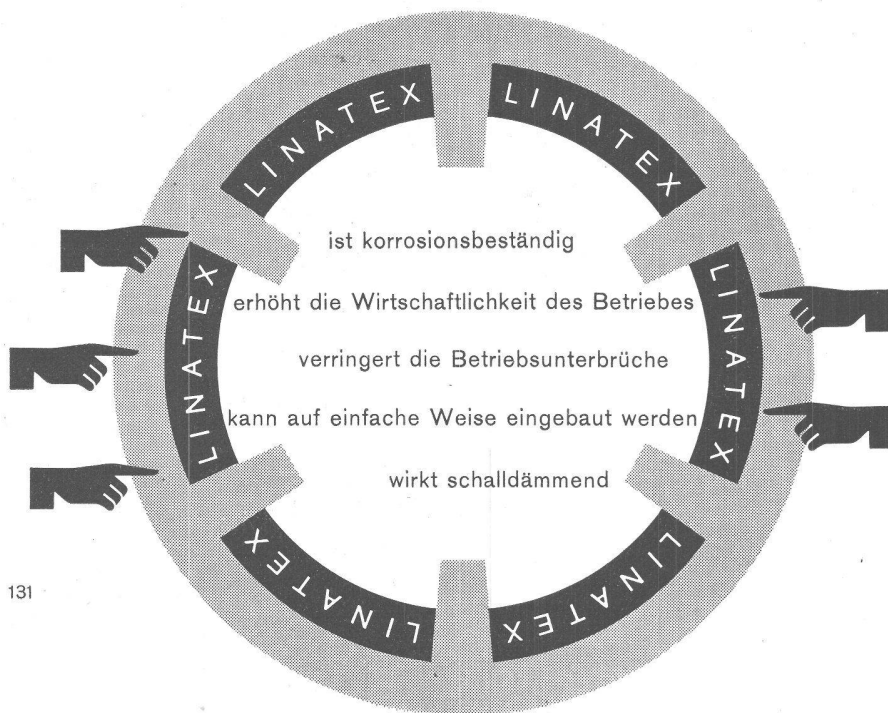 LINATEX
LINATEX
LINATEX
LINATEX
ist korrosionsbeständig
erhöht die Wirtschaftlichkeit des Betriebes
verringert die Betriebsunterbrüche
kann auf einfache Weise eingebaut werden
wirkt schalldämmend
LINATEX
LINATEX
131